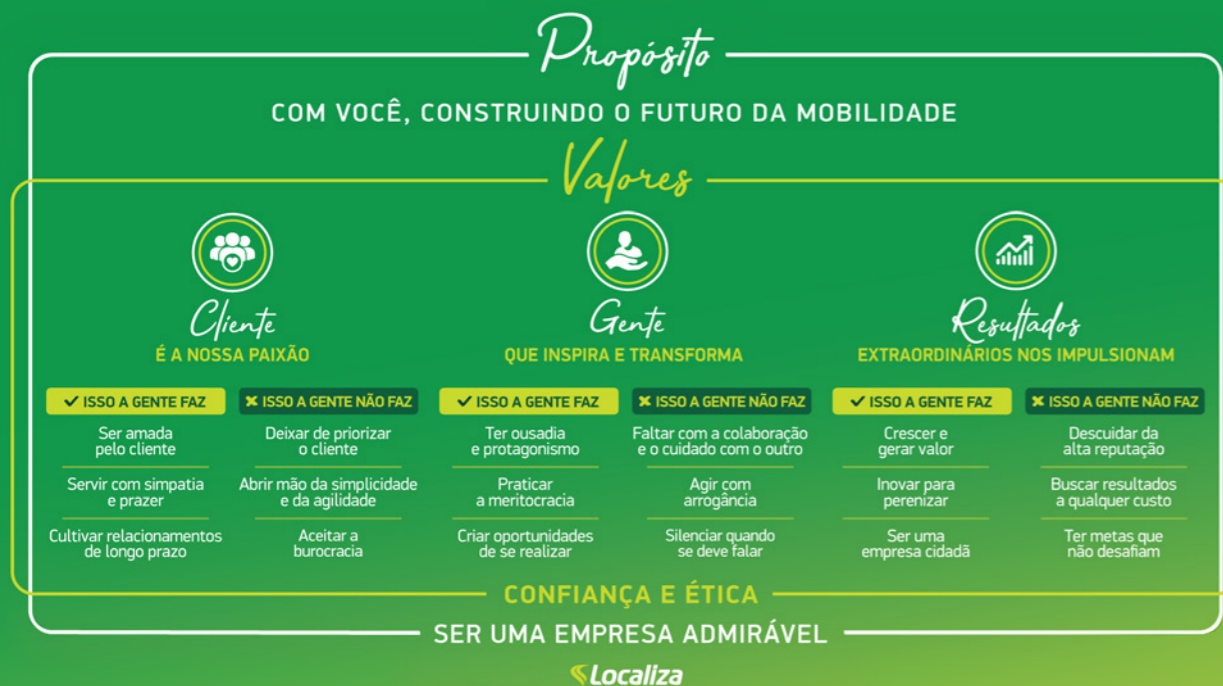 Propósito
COM VOCÊ, CONSTRUINDO O FUTURO DA MOBILIDADE
Valores
Cliente
É A NOSSA PAIXÃO
ISSO A GENTE FAZ
ISSO A GENTE NÃO FAZ
Ser amada
pelo cliente
Deixar de priorizar
o cliente
Servir com simpatia
e prazer
Abrir mão da simplicidade
e da agilidade
Cultivar relacionamentos
de longo prazo
Aceitar a
burocracia
Gente
QUE INSPIRA E TRANSFORMA
ISSO A GENTE FAZ
ISSO A GENTE NÃO FAZ
Ter ousadia
e protagonismo
Faltar com a colaboração
e o cuidado com o outro
Praticar
a meritocracia
Agir com
arrogância
Criar oportunidades
de se realizar
Silenciar quando
se deve falar
Resultados
EXTRAORDINÁRIOS NOS IMPULSIONAM
ISSO A GENTE FAZ
ISSO A GENTE NÃO FAZ
Crescer e
gerar valor
Descuidar da
alta reputação
Inovar para
perenizar
Buscar resultados
a qualquer custo
Ser uma
empresa cidadã
Ter metas que
não desafiam
CONFIANÇA E ÉTICA
SER UMA EMPRESA ADMIRÁVEL
Localiza